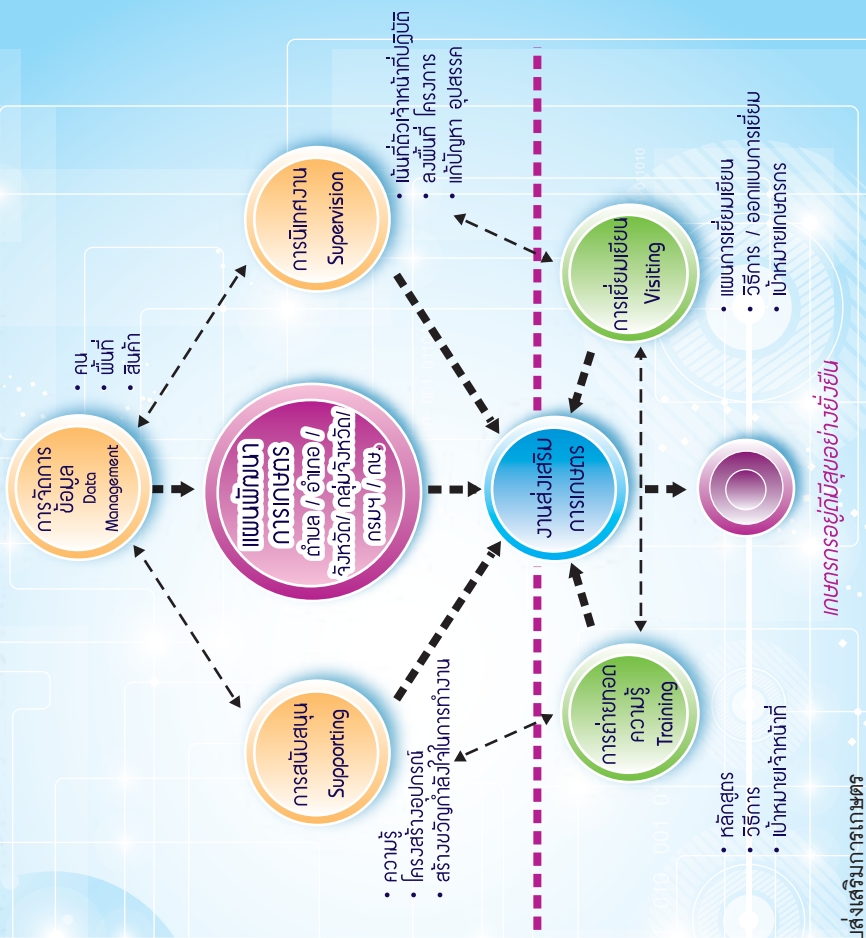 การจัดการ
ข้อมูล
Data
Management
• คน
• พื้นที่
• สินค้า
การสนับสนุน
Supporting
• ความรู้
• โครงสร้างอุปกรณ์
• สร้างขวัญกำลังใจในการทำงาน
แผนพัฒนา
การเกษตร
ตำบล / อำเภอ /
จังหวัด/ กลุ่มจังหวัด/
กรมฯ / กษ.
การนิเทศงาน
Supervision
• เน้นที่ตัวเจ้าหน้าที่ปฏิบัติ
• ลงพื้นที่ โครงการ
• แก้ปัญหา อุปสรรค
งานส่งเสริม
การเกษตร
การถ่ายทอด
ความรู้
Training
• หลักสูตร
• วิธีการ
• เป้าหมายเจ้าหน้าที่
การเยี่ยมเยียน
Visiting
• แผนการเยี่ยมเยียน
• วิธีการ / ออกแบบการเยี่ยม
• เป้าหมายเกษตรกร
เกษตรกรอยู่ดีมีสุขอย่างยั่งยืน
ส่งเสริมการเกษตร